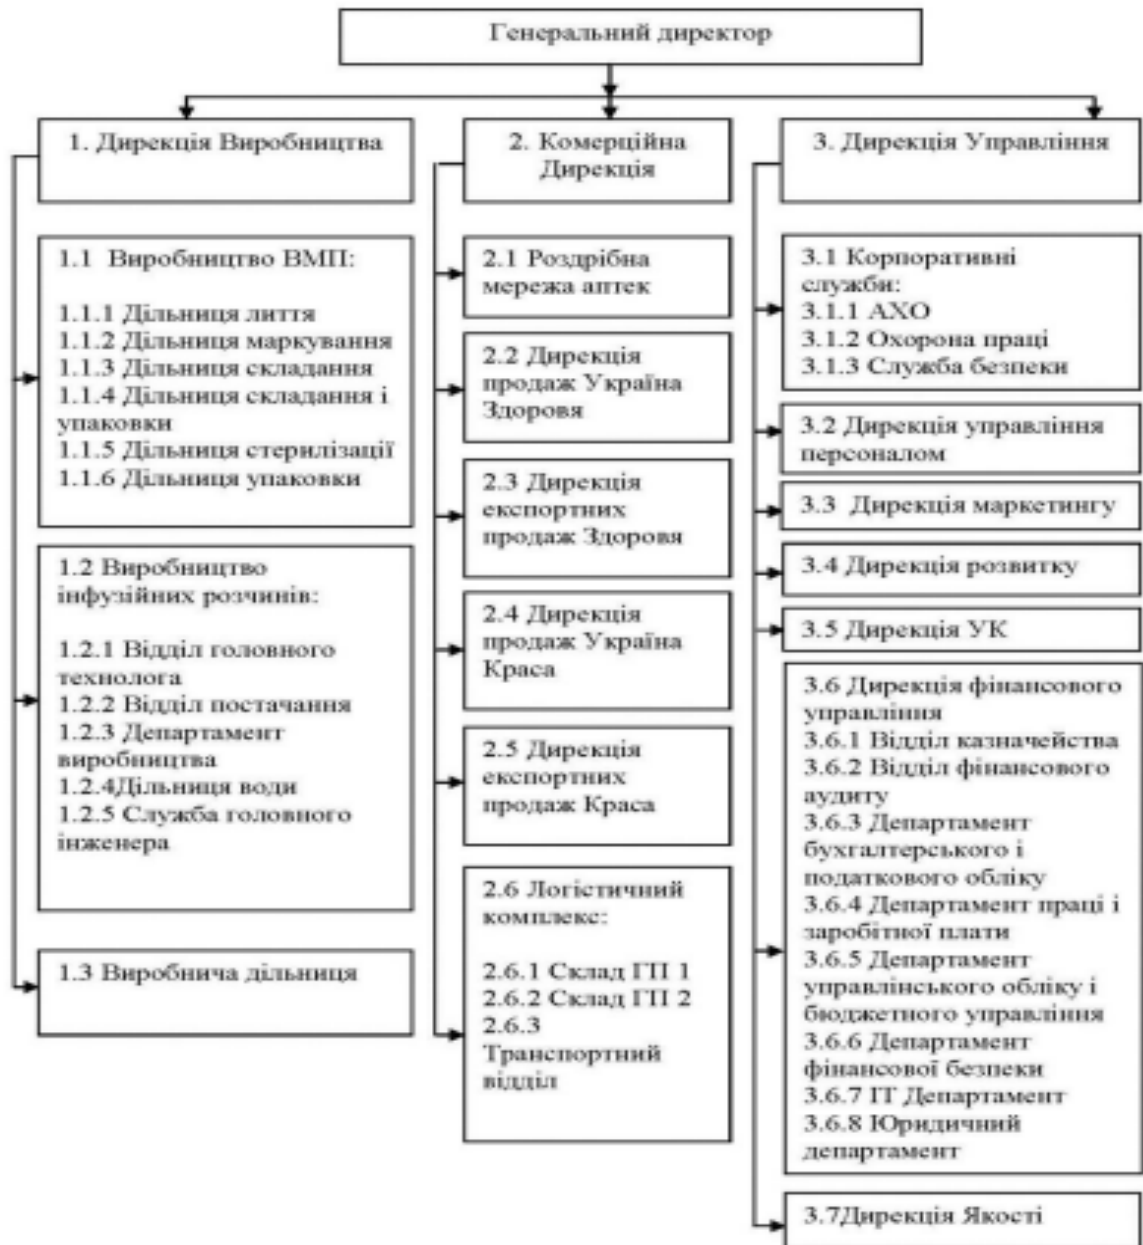 Генеральний директор
1. Дирекція Виробництва
1.1 Виробництво ВМП:
1.1.1 Дільниця лиття
1.1.2 Дільниця маркування
1.1.3 Дільниця складання
1.1.4 Дільниця складання і
упаковки
1.1.5 Дільниця стерилізації
1.1.6 Дільниця упаковки
1.2 Виробництво
інфузійних розчинів:
1.2.1 Відділ головного
технолога
1.2.2 Відділ постачання
1.2.3 Департамент
виробництва
1.2.4Дільниця води
1.2.5 Служба головного
інженера
1.3 Виробнича дільниця
2. Комерційна
Дирекція
2.1 Роздрібна
мережа аптек
2.2 Дирекція
продаж Україна
Здоровя
2.3 Дирекція
експортних
продаж Здоровя
2.4 Дирекція
продаж Україна
Краса
2.5 Дирекція
експортних
продаж Краса
2.6 Логістичний
комплекс:
2.6.1 Склад ГП 1
2.6.2 Склад ГП 2
2.6.3
Транспортний
відділ
3. Дирекція Управління
3.1 Корпоративні
служби:
3.1.1 АХО
3.1.2 Охорона праці
3.1.3 Служба безпеки
3.2 Дирекція управління
персоналом
3.3 Дирекція маркетингу
3.4 Дирекція розвитку
3.5 Дирекція УК
3.6 Дирекція фінансового
управління
3.6.1 Відділ казначейства
3.6.2 Відділ фінансового
аудиту
3.6.3 Департамент
бухгалтерського і
податкового обліку
3.6.4 Департамент праці і
заробітної плати
3.6.5 Департамент
управлінського обліку і
бюджетного управління
3.6.6 Департамент
фінансової безпеки
3.6.7 ІТ Департамент
3.6.8 Юридичний
департамент
3.7Дирекція Якості